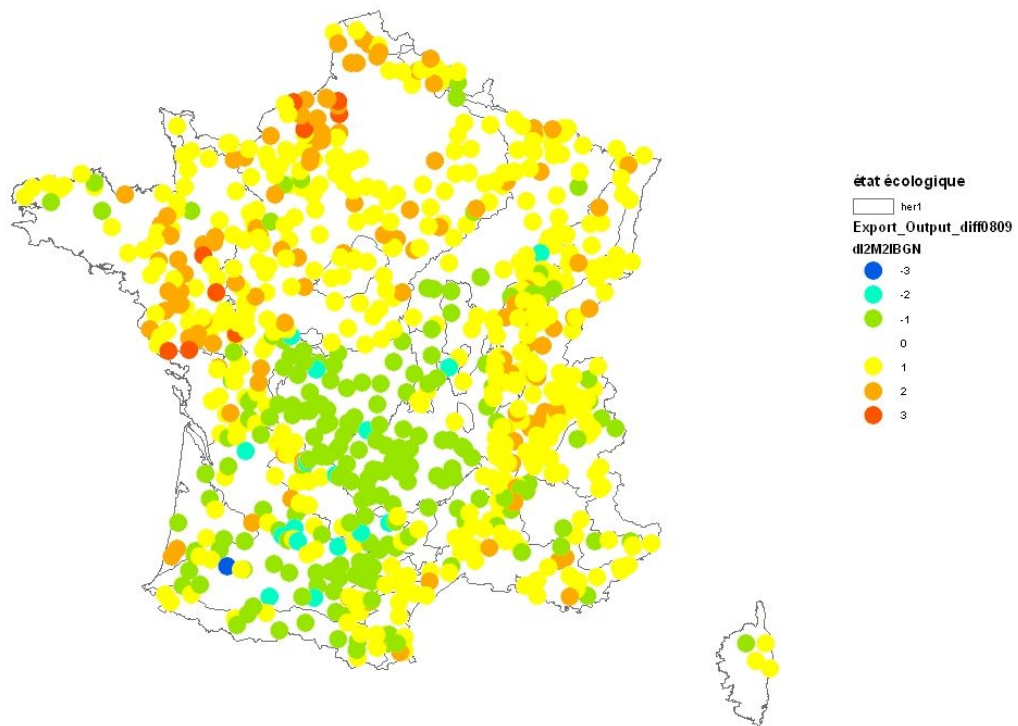 état écologique
her1
Export_Output_diff0809
dI2M2IBGN
-3
-2
-1
0
1
2
3